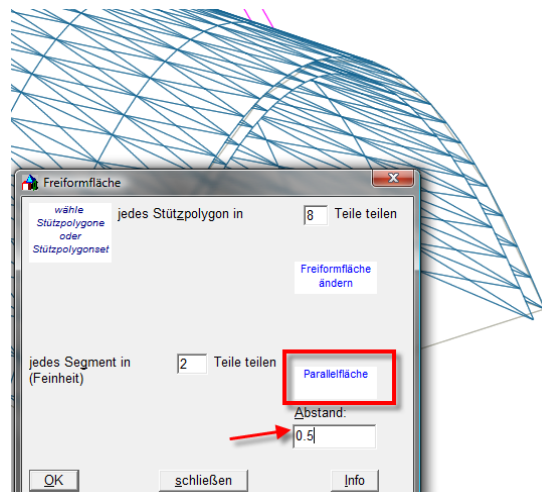 Freiformfläche
wähle
Stützpolygone
oder
Stützpolygonset
jedes Stützpolygon in 8 Teile teilen
Freiformfläche
ändern
jedes Segment in 2 Teile teilen
(Feinheit)
Parallelfläche
Abstand:
0.5
OK schließen Info